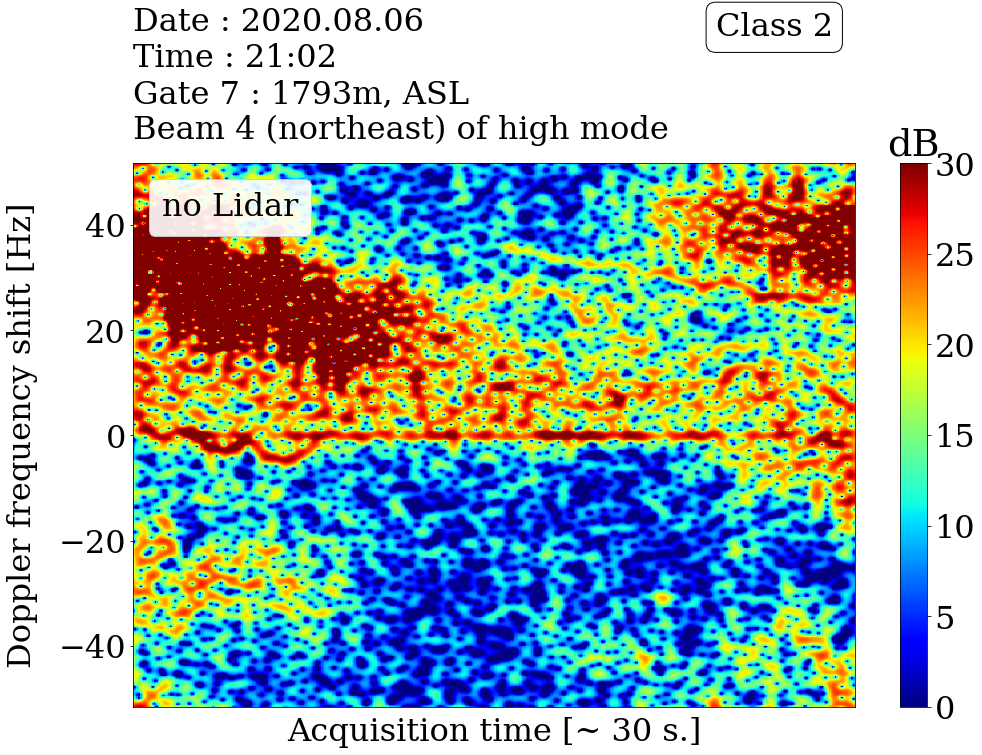 Date : 2020.08.06
Time : 21:02
Gate 7 : 1793m, ASL
Beam 4 (northeast) of high mode
Class 2
dB
no Lidar
Doppler frequency shift [Hz]
40
20
0
−20
−40
30
25
20
15
10
5
0
Acquisition time [~ 30 s.]